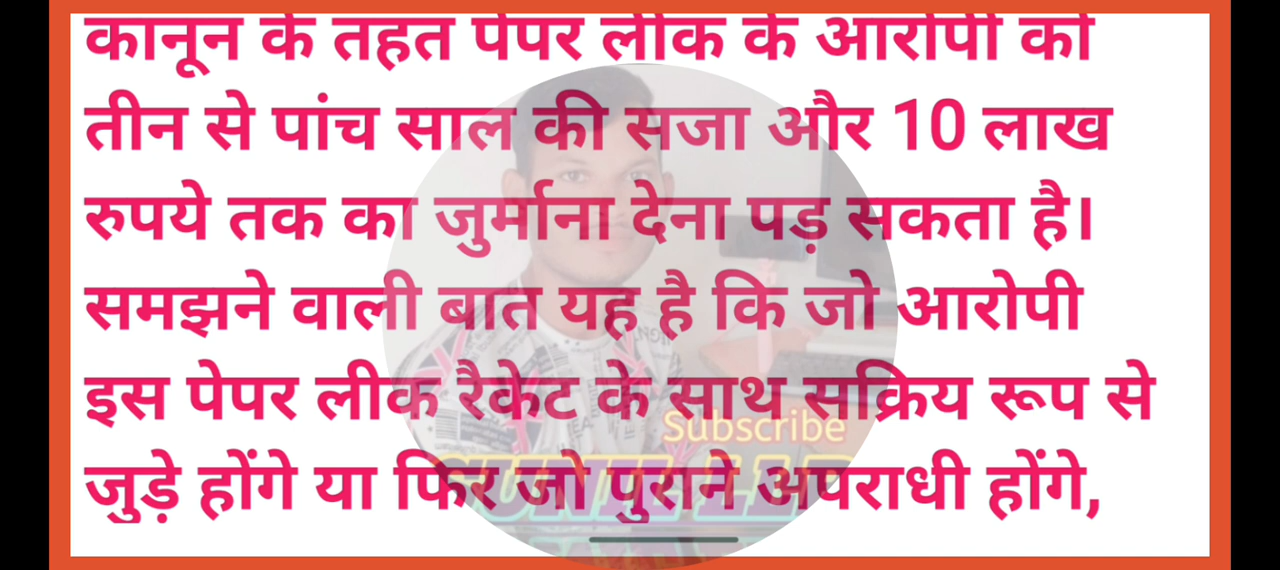 कानून के तहत पेपर लीक के आरोपी को
तीन से पांच साल की सजा और 10 लाख
रुपये तक का जुर्माना देना पड़ सकता है।
समझने वाली बात यह है कि जो आरोपी
इस पेपर लीक रैकेट के साथ सक्रिय रूप से
Subscribe
जुड़े होंगे या फिर जो पुराने अपराधी होंगे,